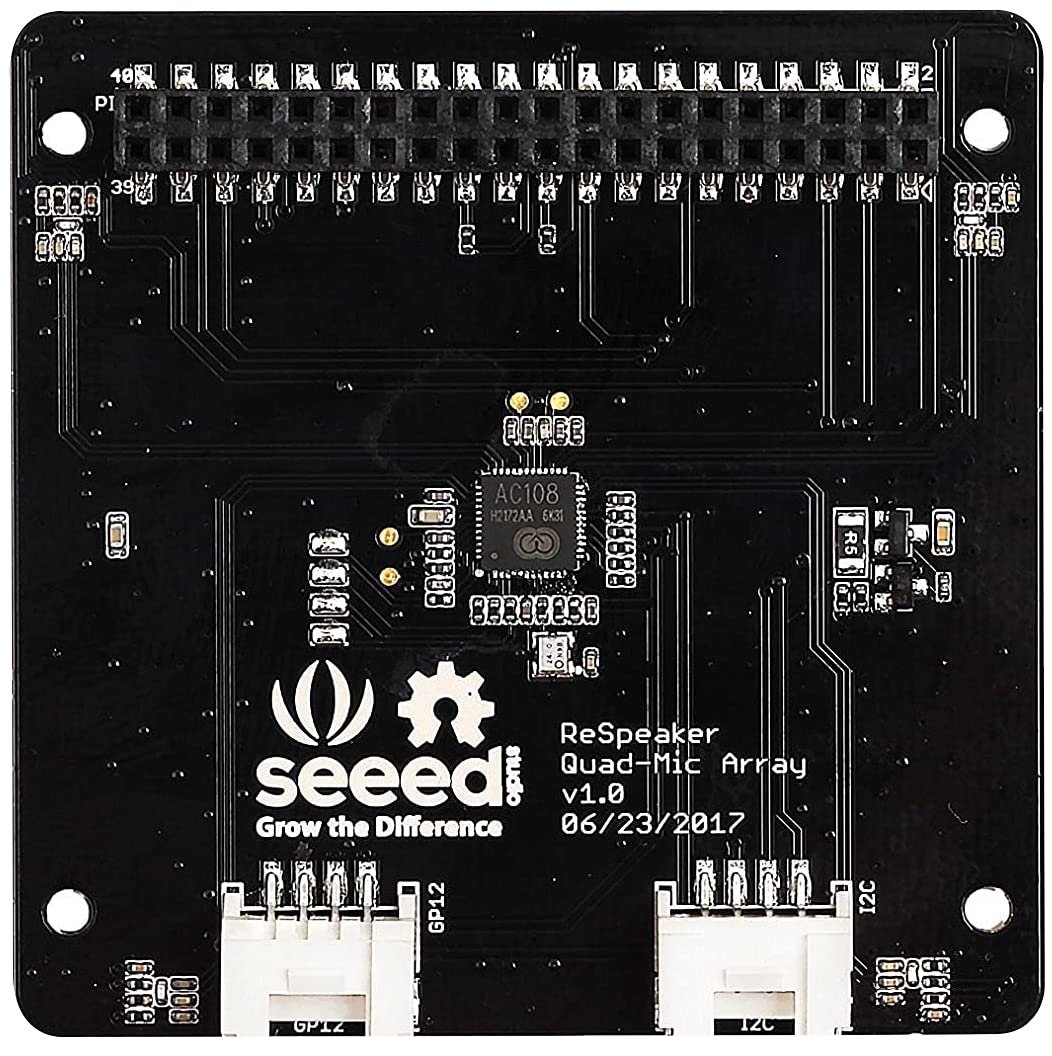 40
2
PI
39
AC108
H2172AA 6K31
R5
seeed
studio
Grow the Difference
ReSpeaker
Quad-Mic Array
v1.0
06/23/2017
GP12
I2C
GP12
I2C